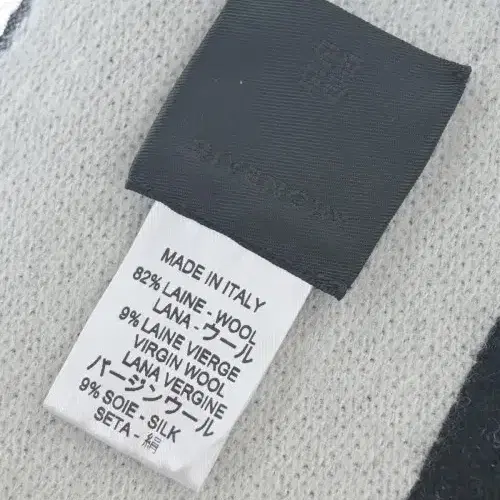 MADE IN ITALY
82% LAINE - WOOL
LANA - ウール
9% LAINE VIERGE
VIRGIN WOOL
LANA VERGINE
バージンウール
9% SOIE - SILK
SETA - 絹